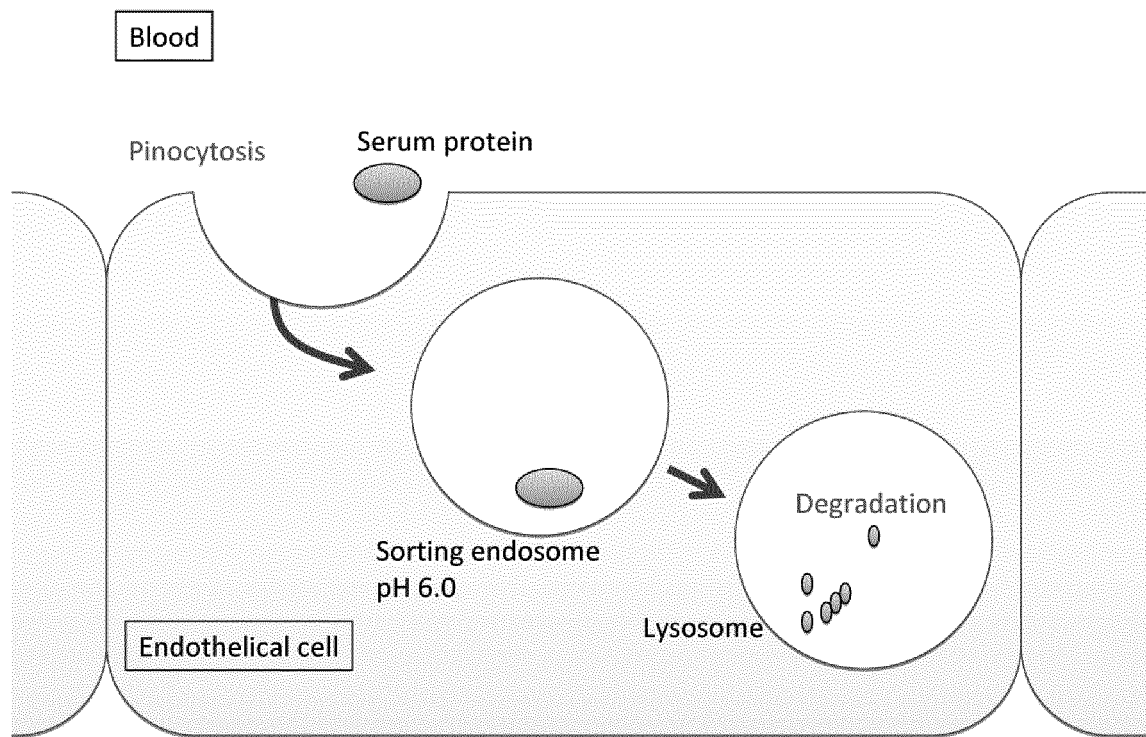 Blood
Pinocytosis
Serum protein
Degradation
Sorting endosome
pH 6.0
Lysosome
Endothelical cell